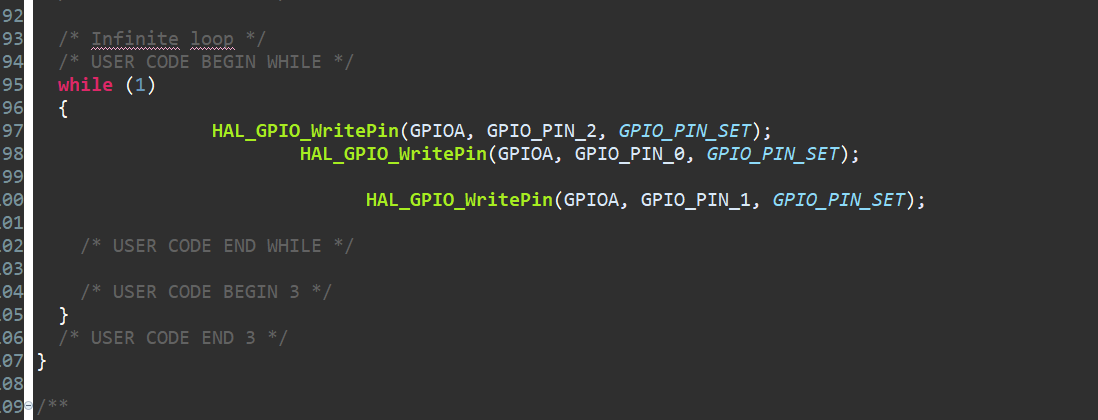 92
93 /* Infinite loop */
94 /* USER CODE BEGIN WHILE */
95 while (1)
96 {
97 HAL_GPIO_WritePin(GPIOA, GPIO_PIN_2, GPIO_PIN_SET);
98 HAL_GPIO_WritePin(GPIOA, GPIO_PIN_0, GPIO_PIN_SET);
99
00 HAL_GPIO_WritePin(GPIOA, GPIO_PIN_1, GPIO_PIN_SET);
01
02 /* USER CODE END WHILE */
03
04 /* USER CODE BEGIN 3 */
05 }
06 /* USER CODE END 3 */
07 }
08
09 /**